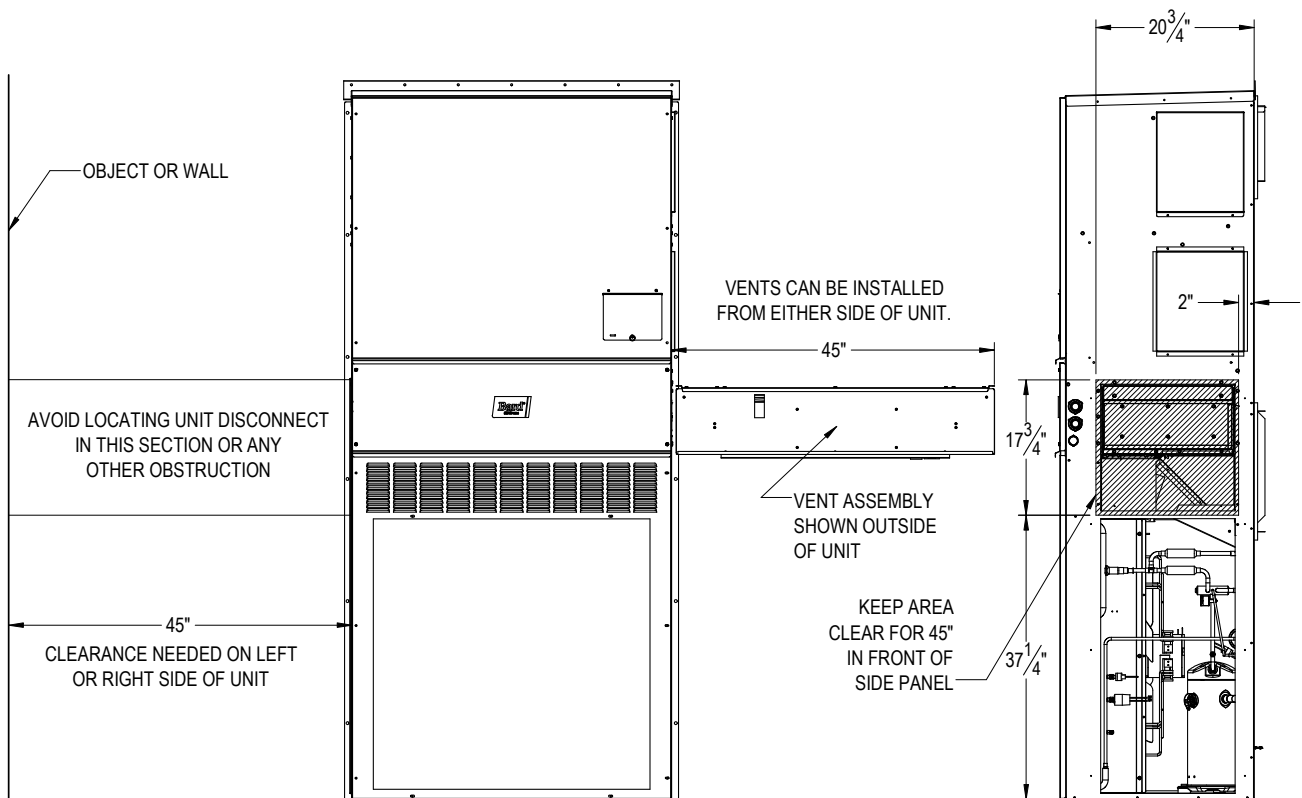 20 3/4"
OBJECT OR WALL
VENTS CAN BE INSTALLED
FROM EITHER SIDE OF UNIT.
2"
45"
Bard
AVOID LOCATING UNIT DISCONNECT
IN THIS SECTION OR ANY
OTHER OBSTRUCTION
17 3/4"
VENT ASSEMBLY
SHOWN OUTSIDE
OF UNIT
45"
CLEARANCE NEEDED ON LEFT
OR RIGHT SIDE OF UNIT
KEEP AREA
CLEAR FOR 45"
IN FRONT OF
SIDE PANEL
37 1/4"